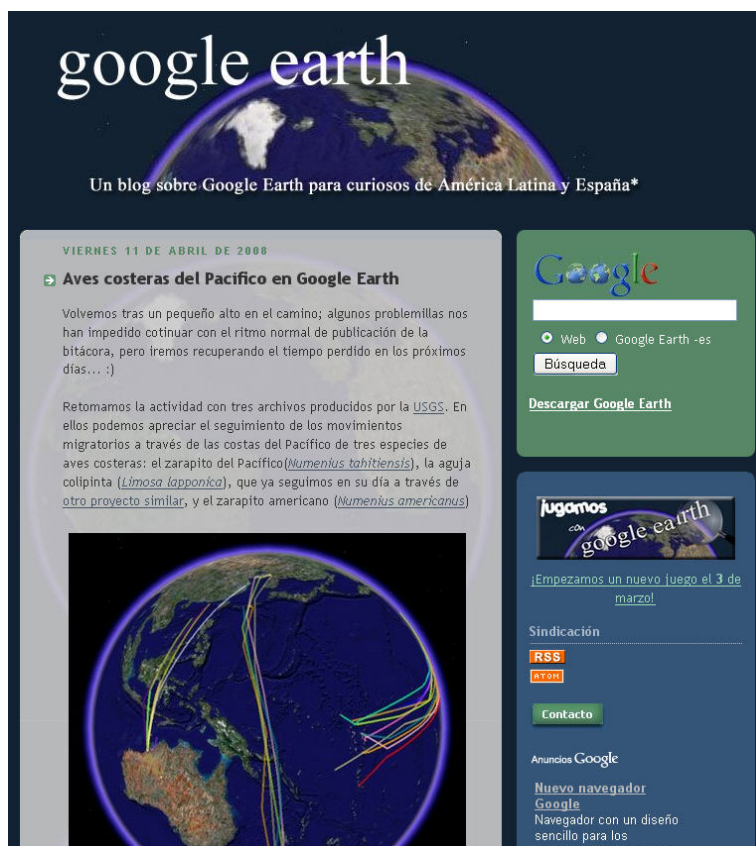 google earth
Un blog sobre Google Earth para curiosos de América Latina y España*
VIERNES 11 DE ABRIL DE 2008
Aves costeras del Pacífico en Google Earth
Volvemos tras un pequeño alto en el camino; algunos problemillas nos
han impedido cotinuar con el ritmo normal de publicación de la
bitácora, pero iremos recuperando el tiempo perdido en los próximos
días... :)
Retomamos la actividad con tres archivos producidos por la USGS. En
ellos podemos apreciar el seguimiento de los movimientos
migratorios a través de las costas del Pacífico de tres especies de
aves costeras: el zarapito del Pacífico(Numenius tahitiensis), la aguja
colipinta (Limosa lapponica), que ya seguimos en su día a través de
otro proyecto similar, y el zarapito americano (Numenius americanus)
Google
Web Google Earth -es
Búsqueda
Descargar Google Earth
jugamos
con google earth
¡Empezamos un nuevo juego el 3 de
marzo!
Sindicación
RSS
ATOM
Contacto
Anuncios Google
Nuevo navegador
Google
Navegador con un diseño
sencillo para los